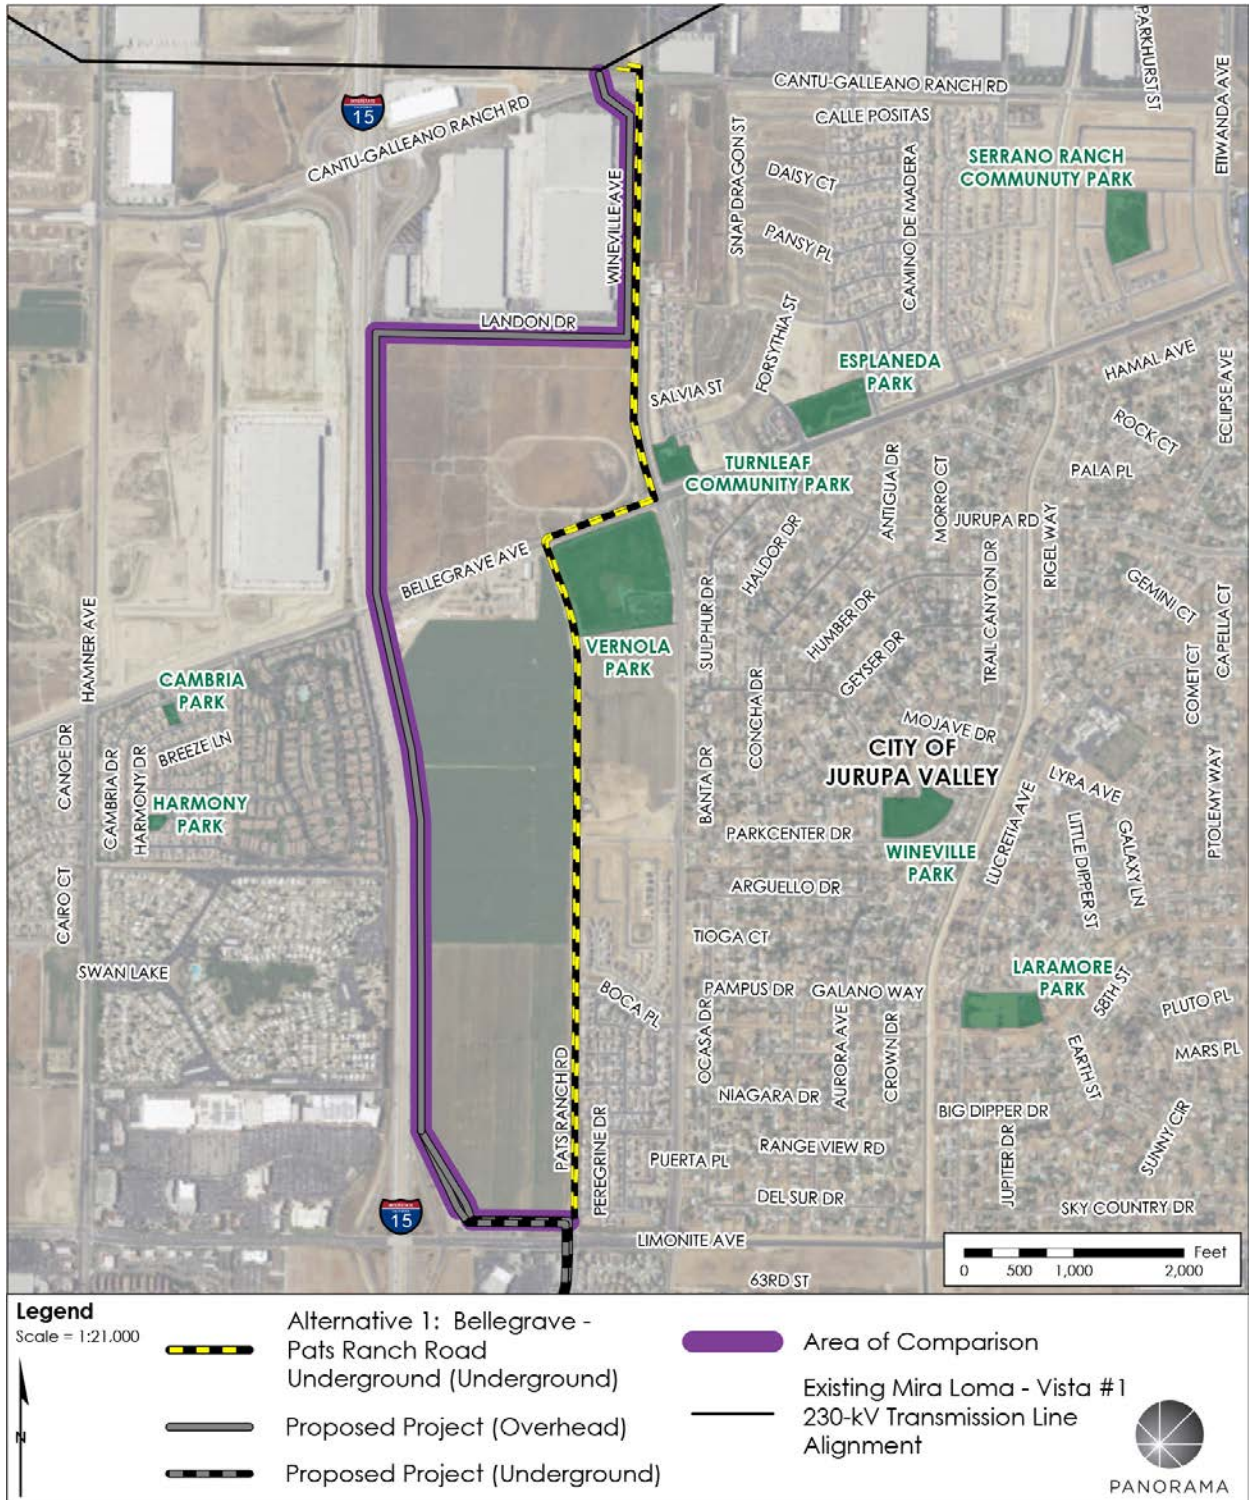 PARKHURST ST
ETIWANDA AVE
CANTU-GALLEANO RANCH RD
15
CANTU-GALLEANO RANCH RD
CALLE POSITAS
SNAP DRAGON ST
DAISY CT
PANSY PL
CAMINO DE MADERA
SERRANO RANCH
COMMUNUTY PARK
WINEVILLE AVE
LANDON DR
FORSYTHIA ST
SALVIA ST
ESPLANEDA
PARK
HAMAL AVE
ECLIPSE AVE
ROCK CT
PALA PL
TURNLEAF
COMMUNITY PARK
ANTIGUA DR
MORRO CT
JURUPA RD
RIGEL WAY
HALDOR DR
TRAIL CANYON DR
GEMINI CT
CAPELLA CT
BELLEGRAVE AVE
HAMNER AVE
VERNOLA
PARK
SULPHUR DR
HUMBER DR
GEYSER DR
COMET CT
CAMBRIA
PARK
BREEZE LN
CANOE DR
CAMBRIA DR
HARMONY DR
HARMONY
PARK
CONCHA DR
MOJAVE DR
CITY OF
JURUPA VALLEY
LYRA AVE
PTOLEMY WAY
BANTA DR
PARKCENTER DR
WINEVILLE
PARK
LUCRETIA AVE
LITTLE DIPPER ST
GALAXY LN
ARGUELLO DR
CAIRO CT
TIOGA CT
SWAN LAKE
LARAMORE
PARK
58TH ST
BOCA PL
PAMPUS DR
GALANO WAY
PLUTO PL
OCASA DR
AURORA AVE
CROWN DR
EARTH ST
MARS PL
PATS RANCH RD
PEREGRINE DR
NIAGARA DR
BIG DIPPER DR
SUNNY CIR
PUERTA PL
RANGE VIEW RD
JUPITER DR
DEL SUR DR
SKY COUNTRY DR
15
LIMONITE AVE
63RD ST
Feet
0 500 1,000 2,000
Legend
Scale = 1:21.000
N
Alternative 1: Bellegrave -
Pats Ranch Road
Underground (Underground)
Proposed Project (Overhead)
Proposed Project (Underground)
Area of Comparison
Existing Mira Loma - Vista #1
230-kV Transmission Line
Alignment
PANORAMA